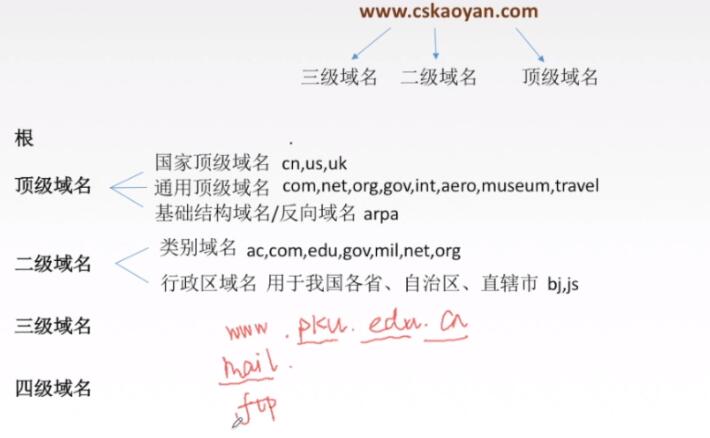 www.cskaoyan.com
三级域名 二级域名 顶级域名
根 .
国家顶级域名 cn,us,uk
顶级域名 通用顶级域名 com,net,org,gov,int,aero,museum,travel
基础结构域名/反向域名 arpa
类别域名 ac,com,edu,gov,mil,net,org
二级域名
行政区域名 用于我国各省、自治区、直辖市 bj,js
三级域名 www.pku.edu.cn
mail.
四级域名
.ftp